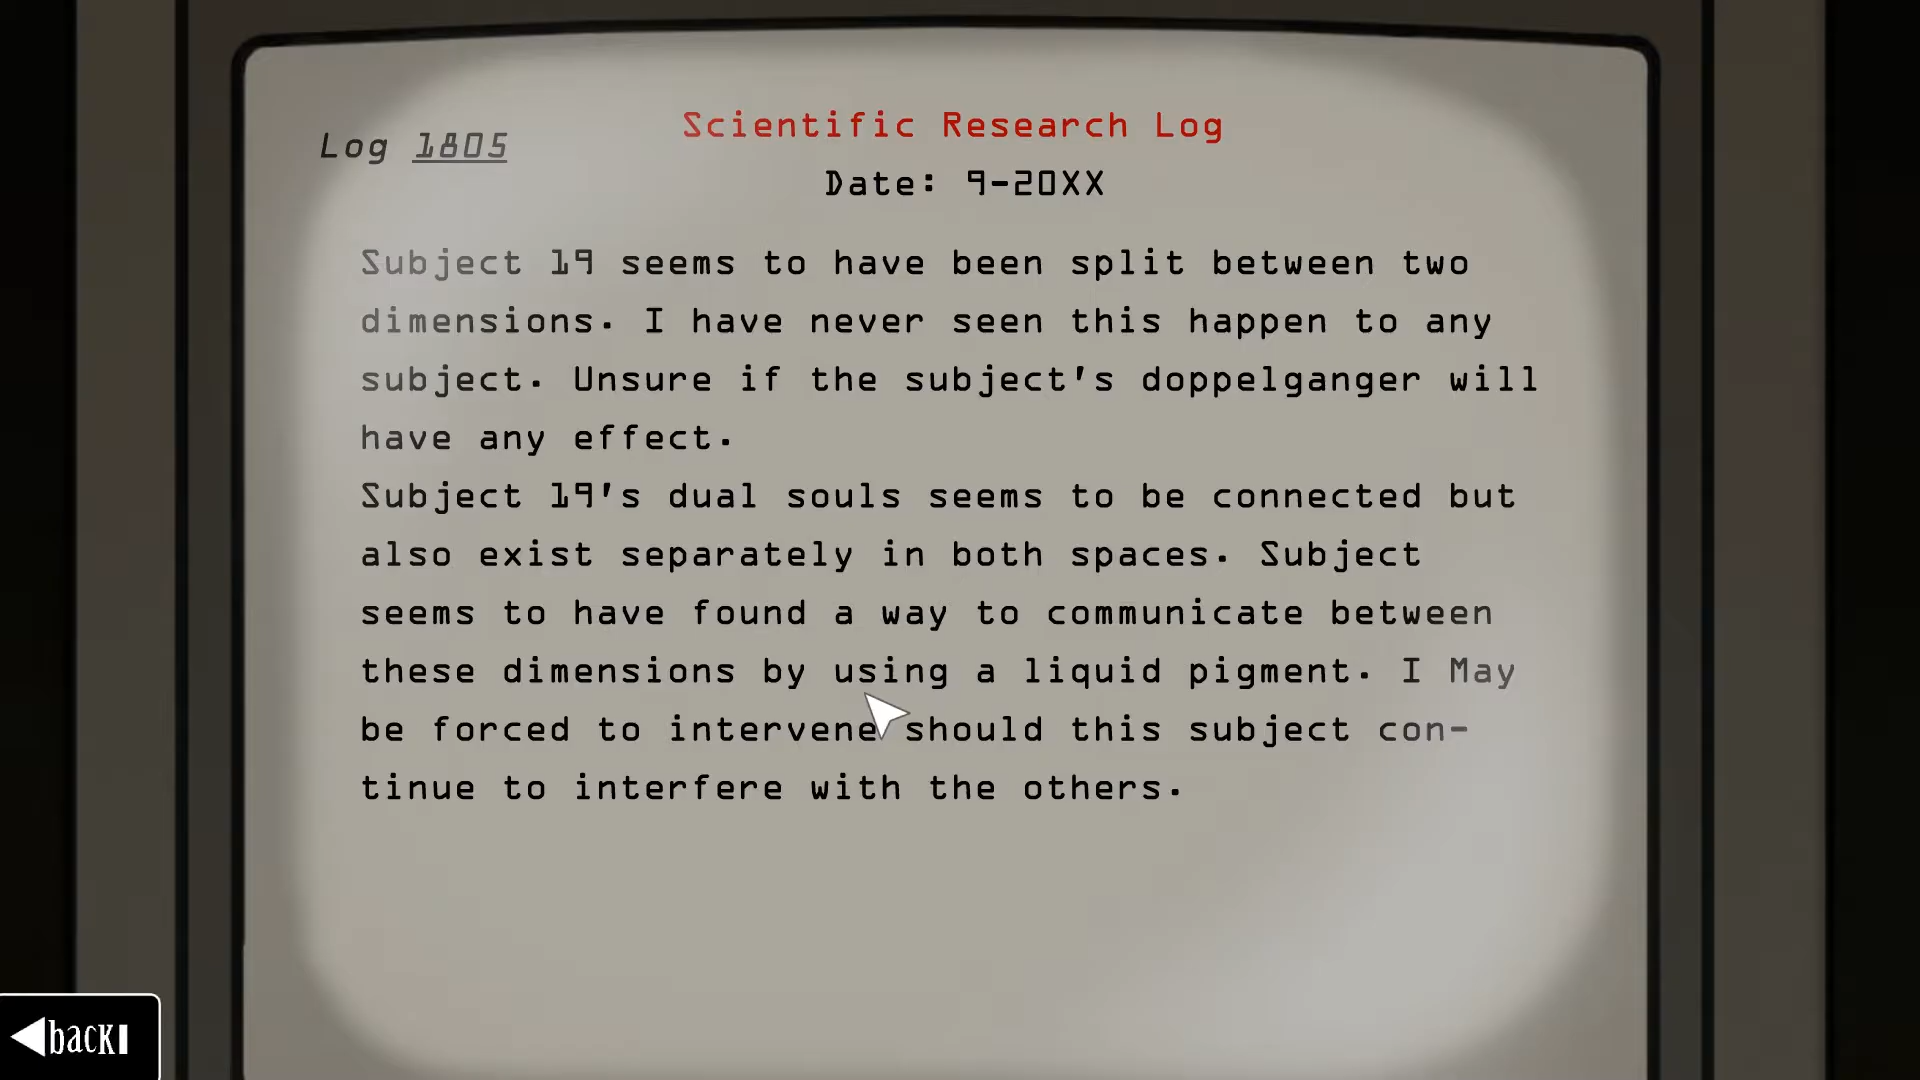 Log 1805
Scientific Research Log
Date: 9-20XX
Subject 19 seems to have been split between two
dimensions. I have never seen this happen to any
subject. Unsure if the subject's doppelganger will
have any effect.
Subject 19's dual souls seems to be connected but
also exist separately in both spaces. Subject
seems to have found a way to communicate between
these dimensions by using a liquid pigment. I May
be forced to intervene should this subject con-
tinue to interfere with the others.
back